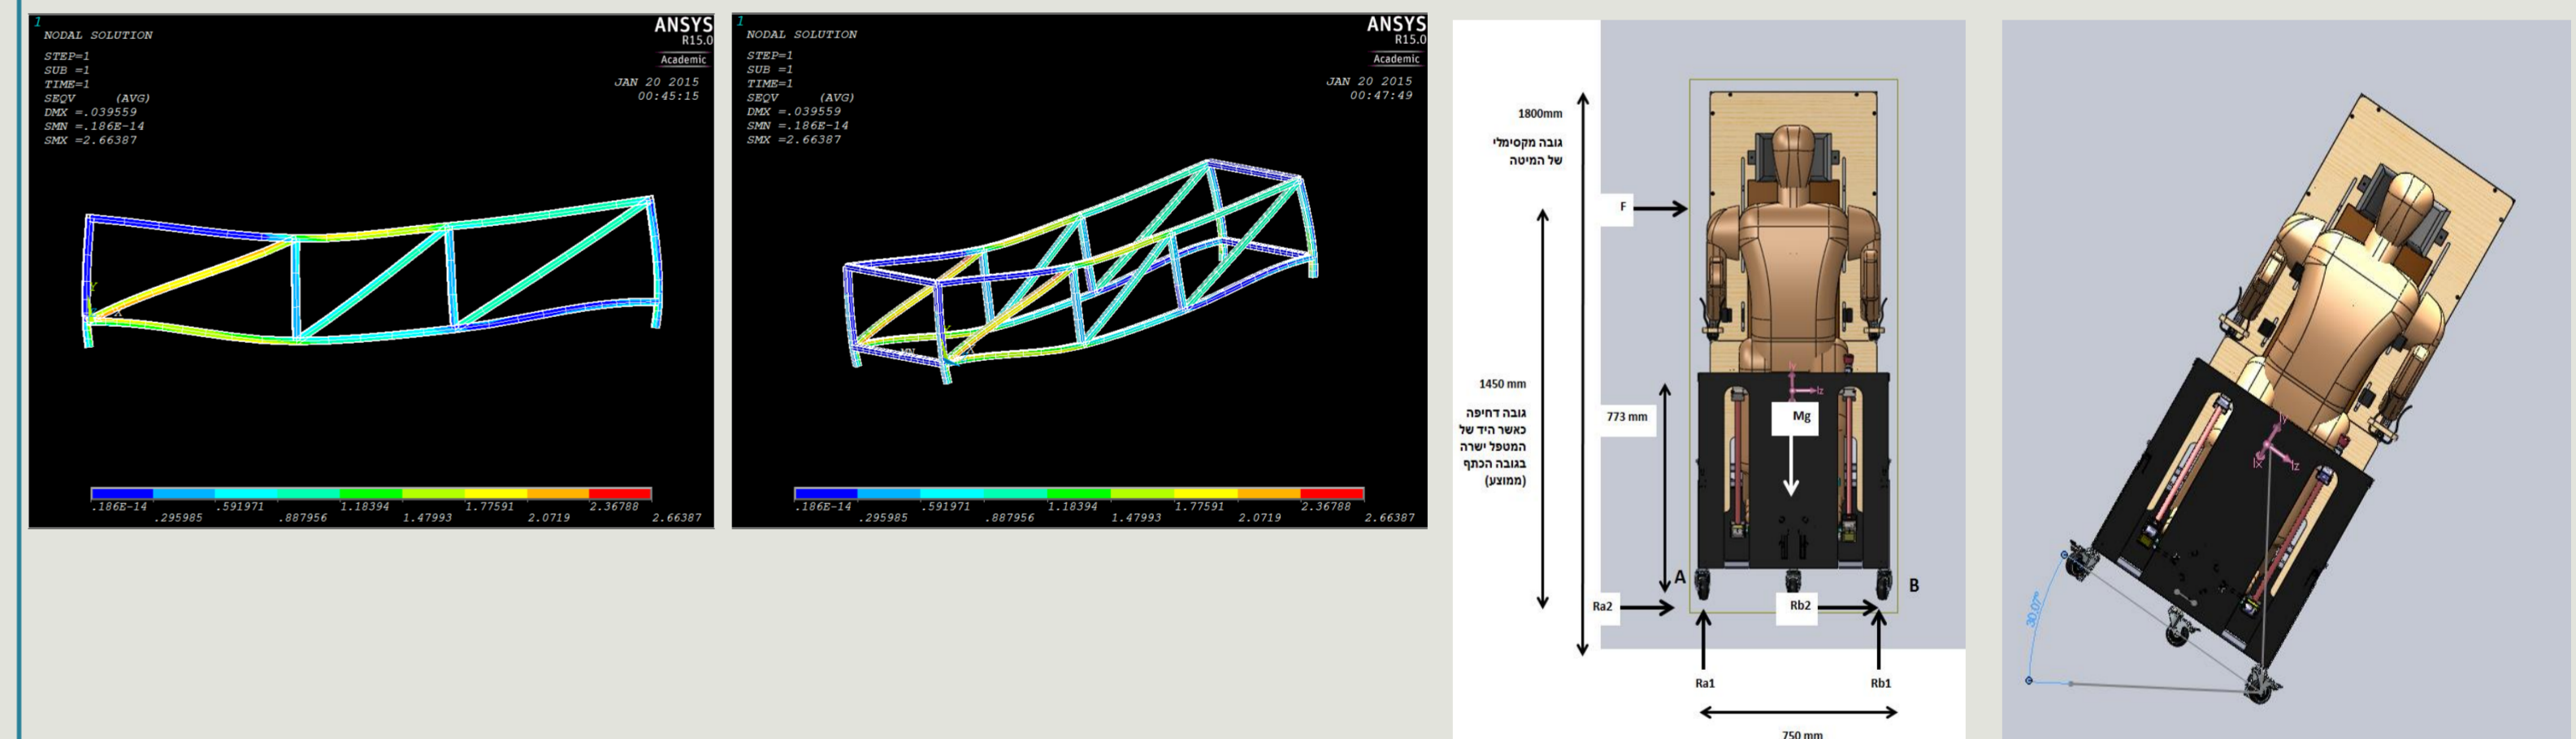 1
NODAL SOLUTION
STEP=1
SUB =1
TIME=1
SEQV (AVG)
DMX =.039559
SMN =.186E-14
SMX =2.66387
ANSYS
R15.0
Academic
JAN 20 2015
00:45:15
Y
X
.186E-14 .591971 1.18394 1.77591 2.36788
.295985 .887956 1.47993 2.0719 2.66387
1
NODAL SOLUTION
STEP=1
SUB =1
TIME=1
SEQV (AVG)
DMX =.039559
SMN =.186E-14
SMX =2.66387
ANSYS
R15.0
Academic
JAN 20 2015
00:47:49
MN
X
.186E-14 .591971 1.18394 1.77591 2.36788
.295985 .887956 1.47993 2.0719 2.66387
1800mm
גובה מקסימלי
של המיטה
F
1450 mm
גובה דחיפה
כאשר היד של
המטפל ישרה
בגובה הכתף
(ממוצע)
773 mm
Iy
Iz
Mg
A
B
Ra2
Rb2
Ra1
Rb1
750 mm
Iy
Ix
Iz
30.07°